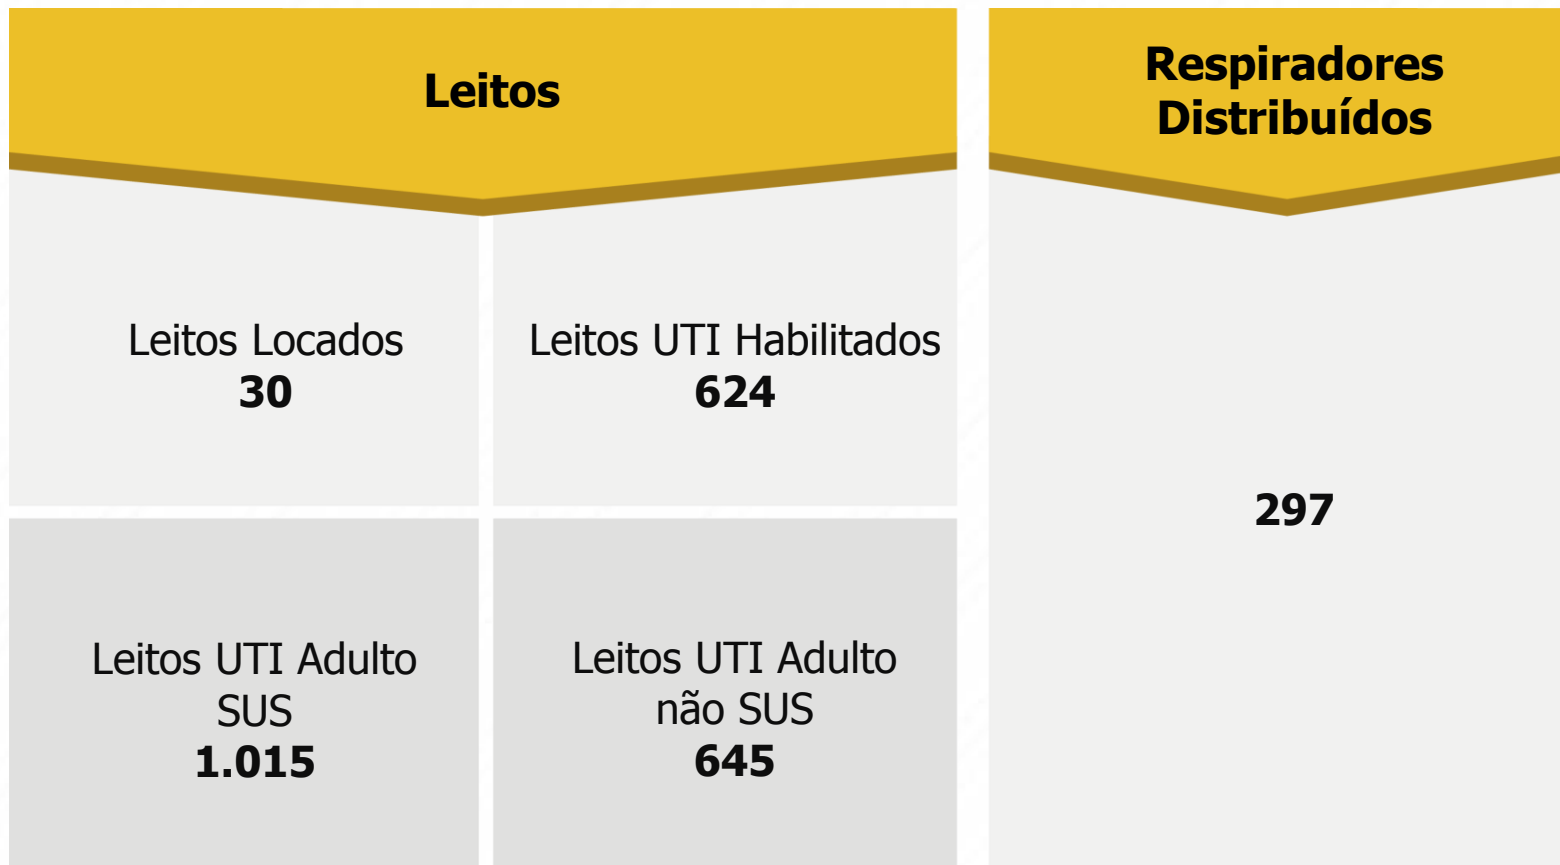 Leitos
Leitos Locados
30
Leitos UTI Habilitados
624
Leitos UTI Adulto
SUS
1.015
Leitos UTI Adulto
não SUS
645
Respiradores
Distribuídos
297